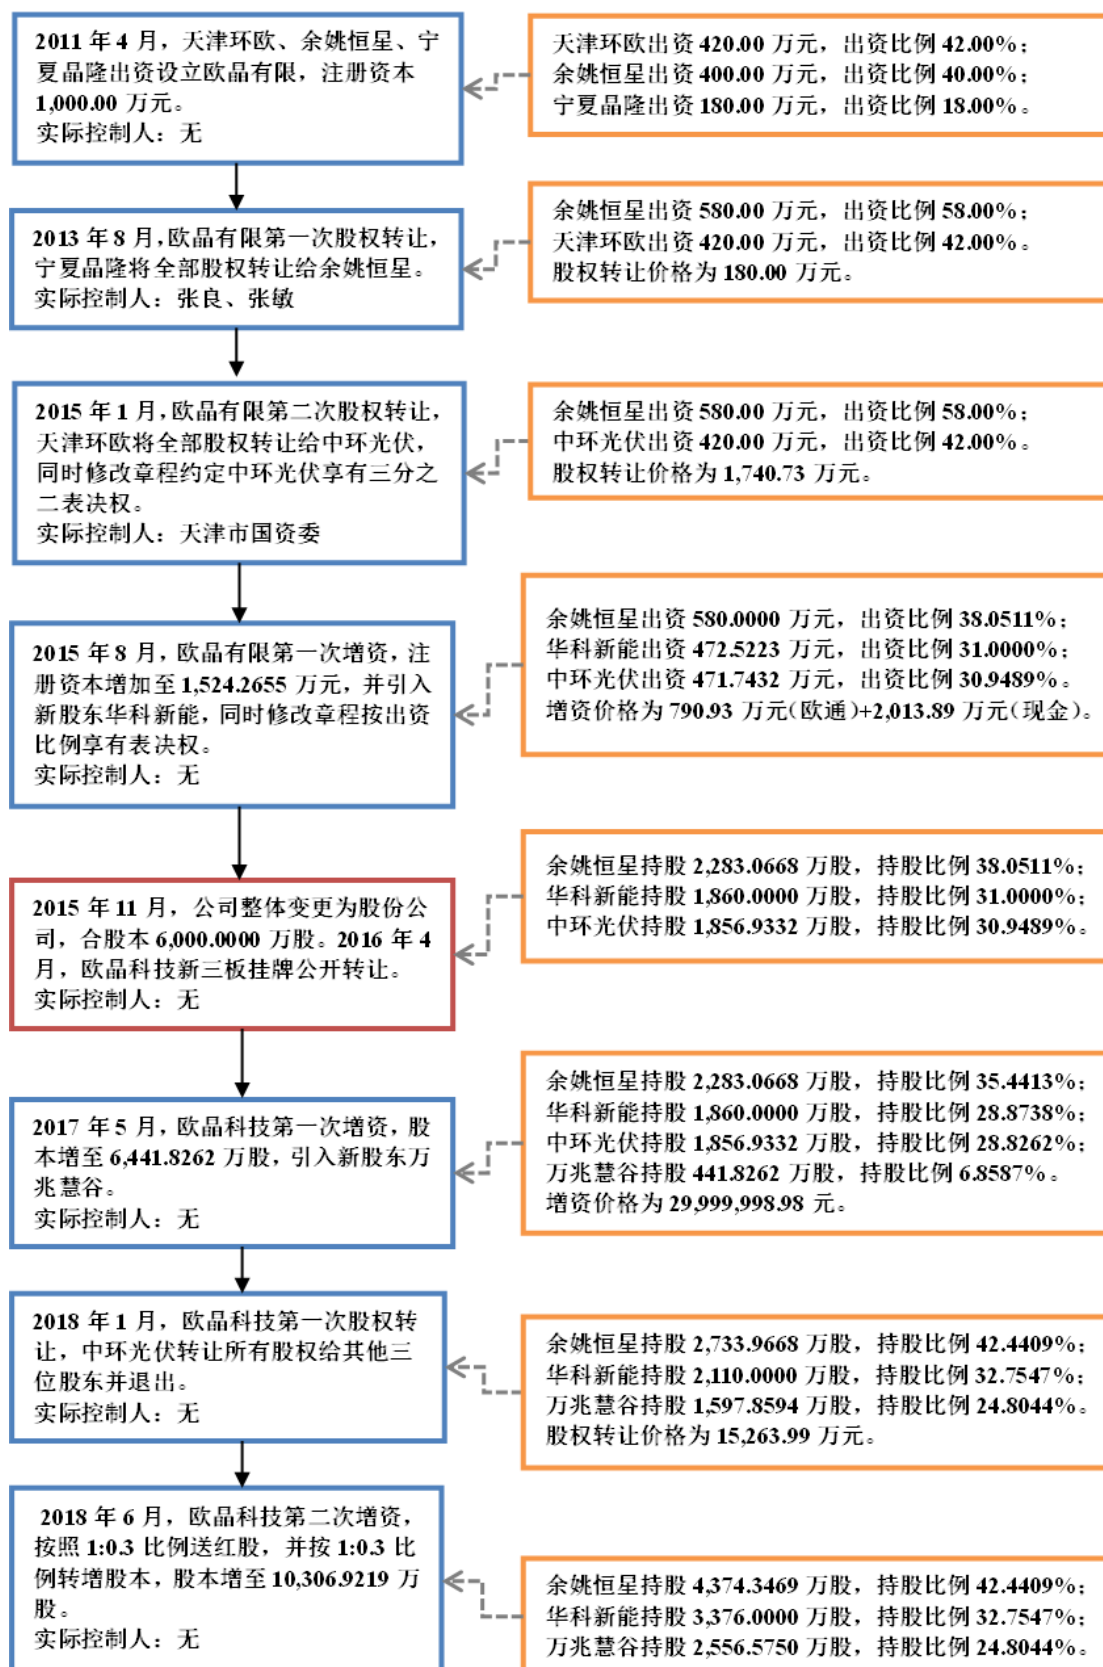 2011 年 4 月，天津环欧、余姚恒星、宁
夏晶隆出资设立欧晶有限，注册资本
1,000.00 万元。
实际控制人：无
天津环欧出资 420.00 万元，出资比例 42.00%；
余姚恒星出资 400.00 万元，出资比例 40.00%；
宁夏晶隆出资 180.00 万元，出资比例 18.00%。
2013 年 8 月，欧晶有限第一次股权转让，
宁夏晶隆将全部股权转让给余姚恒星。
实际控制人：张良、张敏
余姚恒星出资 580.00 万元，出资比例 58.00%；
天津环欧出资 420.00 万元，出资比例 42.00%。
股权转让价格为 180.00 万元。
2015 年 1 月，欧晶有限第二次股权转让，
天津环欧将全部股权转让给中环光伏，
同时修改章程约定中环光伏享有三分之
二表决权。
实际控制人：天津市国资委
余姚恒星出资 580.00 万元，出资比例 58.00%；
中环光伏出资 420.00 万元，出资比例 42.00%。
股权转让价格为 1,740.73 万元。
2015 年 8 月，欧晶有限第一次增资，注
册资本增加至 1,524.2655 万元，并引入
新股东华科新能，同时修改章程按出资
比例享有表决权。
实际控制人：无
余姚恒星出资 580.0000 万元，出资比例 38.0511%；
华科新能出资 472.5223 万元，出资比例 31.0000%；
中环光伏出资 471.7432 万元，出资比例 30.9489%。
增资价格为 790.93 万元（欧通）+2,013.89 万元（现金）。
2015 年 11 月，公司整体变更为股份公
司，合股本 6,000.0000 万股。2016 年 4
月，欧晶科技新三板挂牌公开转让。
实际控制人：无
余姚恒星持股 2,283.0668 万股，持股比例 38.0511%；
华科新能持股 1,860.0000 万股，持股比例 31.0000%；
中环光伏持股 1,856.9332 万股，持股比例 30.9489%。
2017 年 5 月，欧晶科技第一次增资，股
本增至 6,441.8262 万股，引入新股东万
兆慧谷。
实际控制人：无
余姚恒星持股 2,283.0668 万股，持股比例 35.4413%；
华科新能持股 1,860.0000 万股，持股比例 28.8738%；
中环光伏持股 1,856.9332 万股，持股比例 28.8262%；
万兆慧谷持股 441.8262 万股，持股比例 6.8587%。
增资价格为 29,999,998.98 元。
2018 年 1 月，欧晶科技第一次股权转
让，中环光伏转让所有股权给其他三
位股东并退出。
实际控制人：无
余姚恒星持股 2,733.9668 万股，持股比例 42.4409%；
华科新能持股 2,110.0000 万股，持股比例 32.7547%；
万兆慧谷持股 1,597.8594 万股，持股比例 24.8044%。
股权转让价格为 15,263.99 万元。
2018 年 6 月，欧晶科技第二次增资，
按照 1:0.3 比例送红股，并按 1:0.3 比
例转增股本，股本增至 10,306.9219 万
股。
实际控制人：无
余姚恒星持股 4,374.3469 万股，持股比例 42.4409%；
华科新能持股 3,376.0000 万股，持股比例 32.7547%；
万兆慧谷持股 2,556.5750 万股，持股比例 24.8044%。